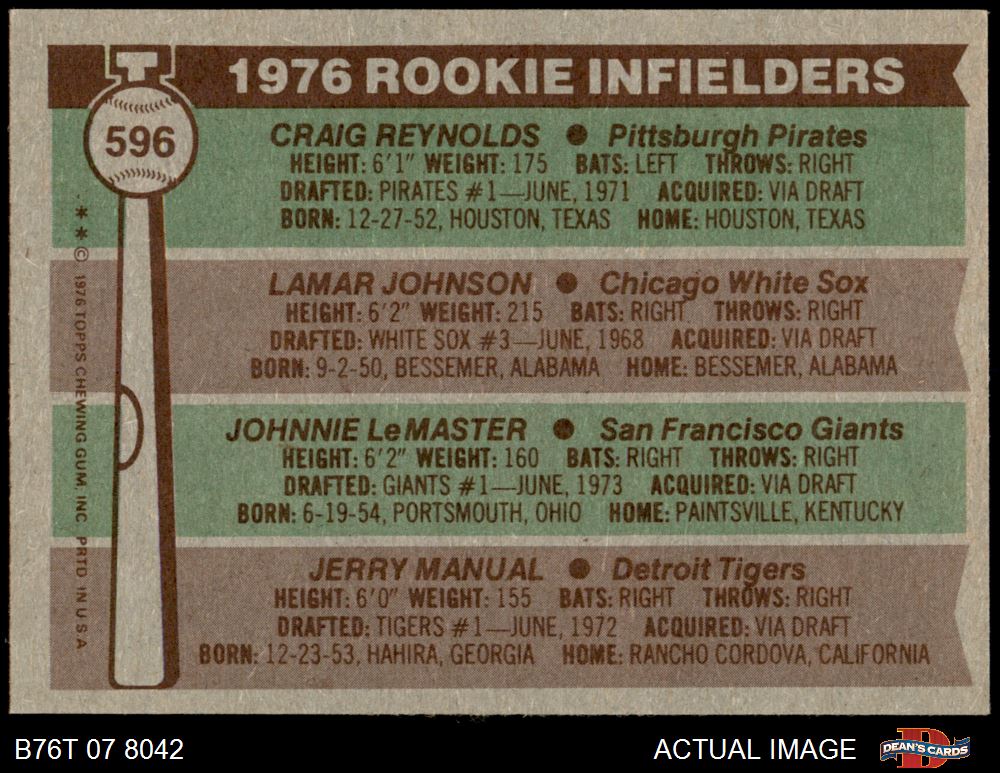 1976 ROOKIE INFIELDERS
596
CRAIG REYNOLDS ● Pittsburgh Pirates
HEIGHT: 6'1" WEIGHT: 175 BATS: LEFT THROWS: RIGHT
DRAFTED: PIRATES #1—JUNE, 1971 ACQUIRED: VIA DRAFT
BORN: 12-27-52, HOUSTON, TEXAS HOME: HOUSTON, TEXAS
LAMAR JOHNSON ● Chicago White Sox
HEIGHT: 6'2" WEIGHT: 215 BATS: RIGHT THROWS: RIGHT
DRAFTED: WHITE SOX #3—JUNE, 1968 ACQUIRED: VIA DRAFT
BORN: 9-2-50, BESSEMER, ALABAMA HOME: BESSEMER, ALABAMA
JOHNNIE LeMASTER ● San Francisco Giants
HEIGHT: 6'2" WEIGHT: 160 BATS: RIGHT THROWS: RIGHT
DRAFTED: GIANTS #1—JUNE, 1973 ACQUIRED: VIA DRAFT
BORN: 6-19-54, PORTSMOUTH, OHIO HOME: PAINTSVILLE, KENTUCKY
JERRY MANUAL ● Detroit Tigers
HEIGHT: 6'0" WEIGHT: 155 BATS: RIGHT THROWS: RIGHT
DRAFTED: TIGERS #1—JUNE, 1972 ACQUIRED: VIA DRAFT
BORN: 12-23-53, HAHIRA, GEORGIA HOME: RANCHO CORDOVA, CALIFORNIA
** © 1976 TOPPS CHEWING GUM, INC. PRTD. IN U.S.A.
B76T 07 8042
ACTUAL IMAGE
DEAN'S CARDS